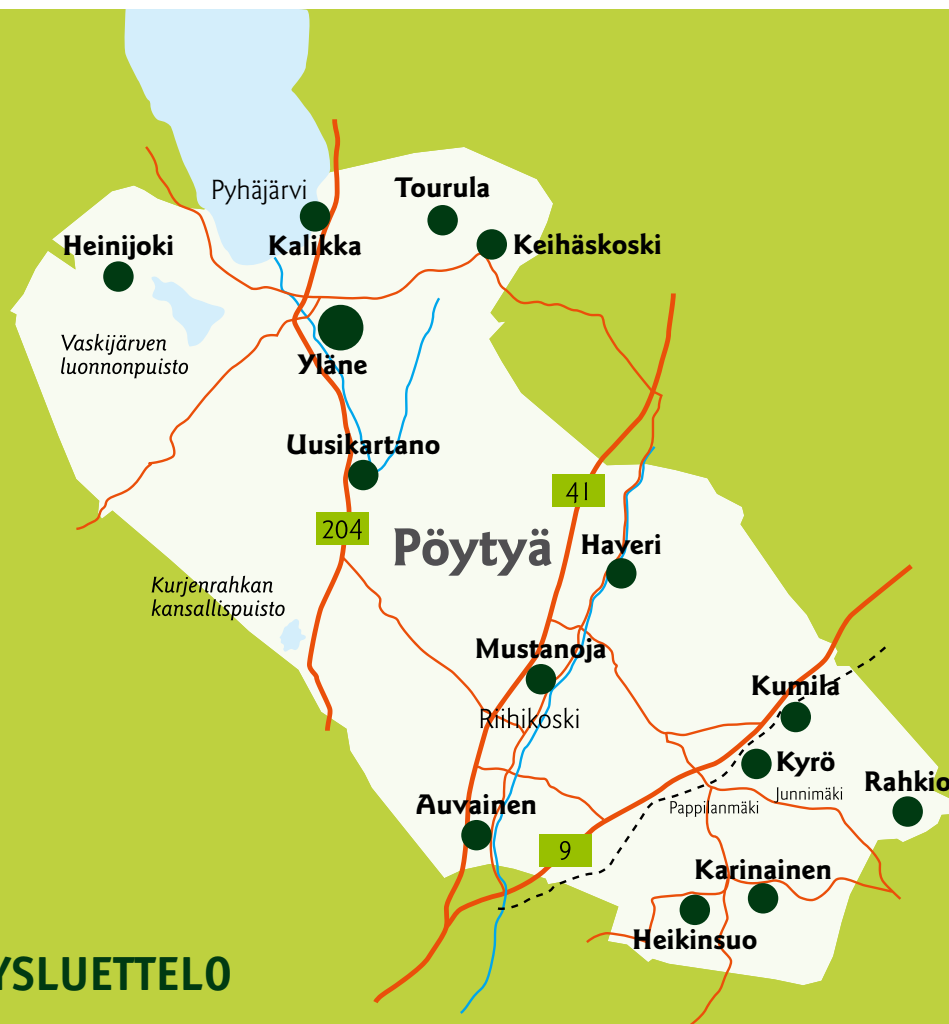 Pyhäjärvi
Tourula
Heinijoki
Kalikka
Keihäskoski
Vaskijärven
luonnonpuisto
Yläne
Uusikartano
41
204
Pöytyä
Haveri
Kurjenrahkan
kansallispuisto
Mustanoja
Kumila
Riihikoski
Kyrö
Rahkio
Junnimäki
Pappilanmäki
Auvainen
9
Karinainen
Heikinsuo
YSLUETTELO